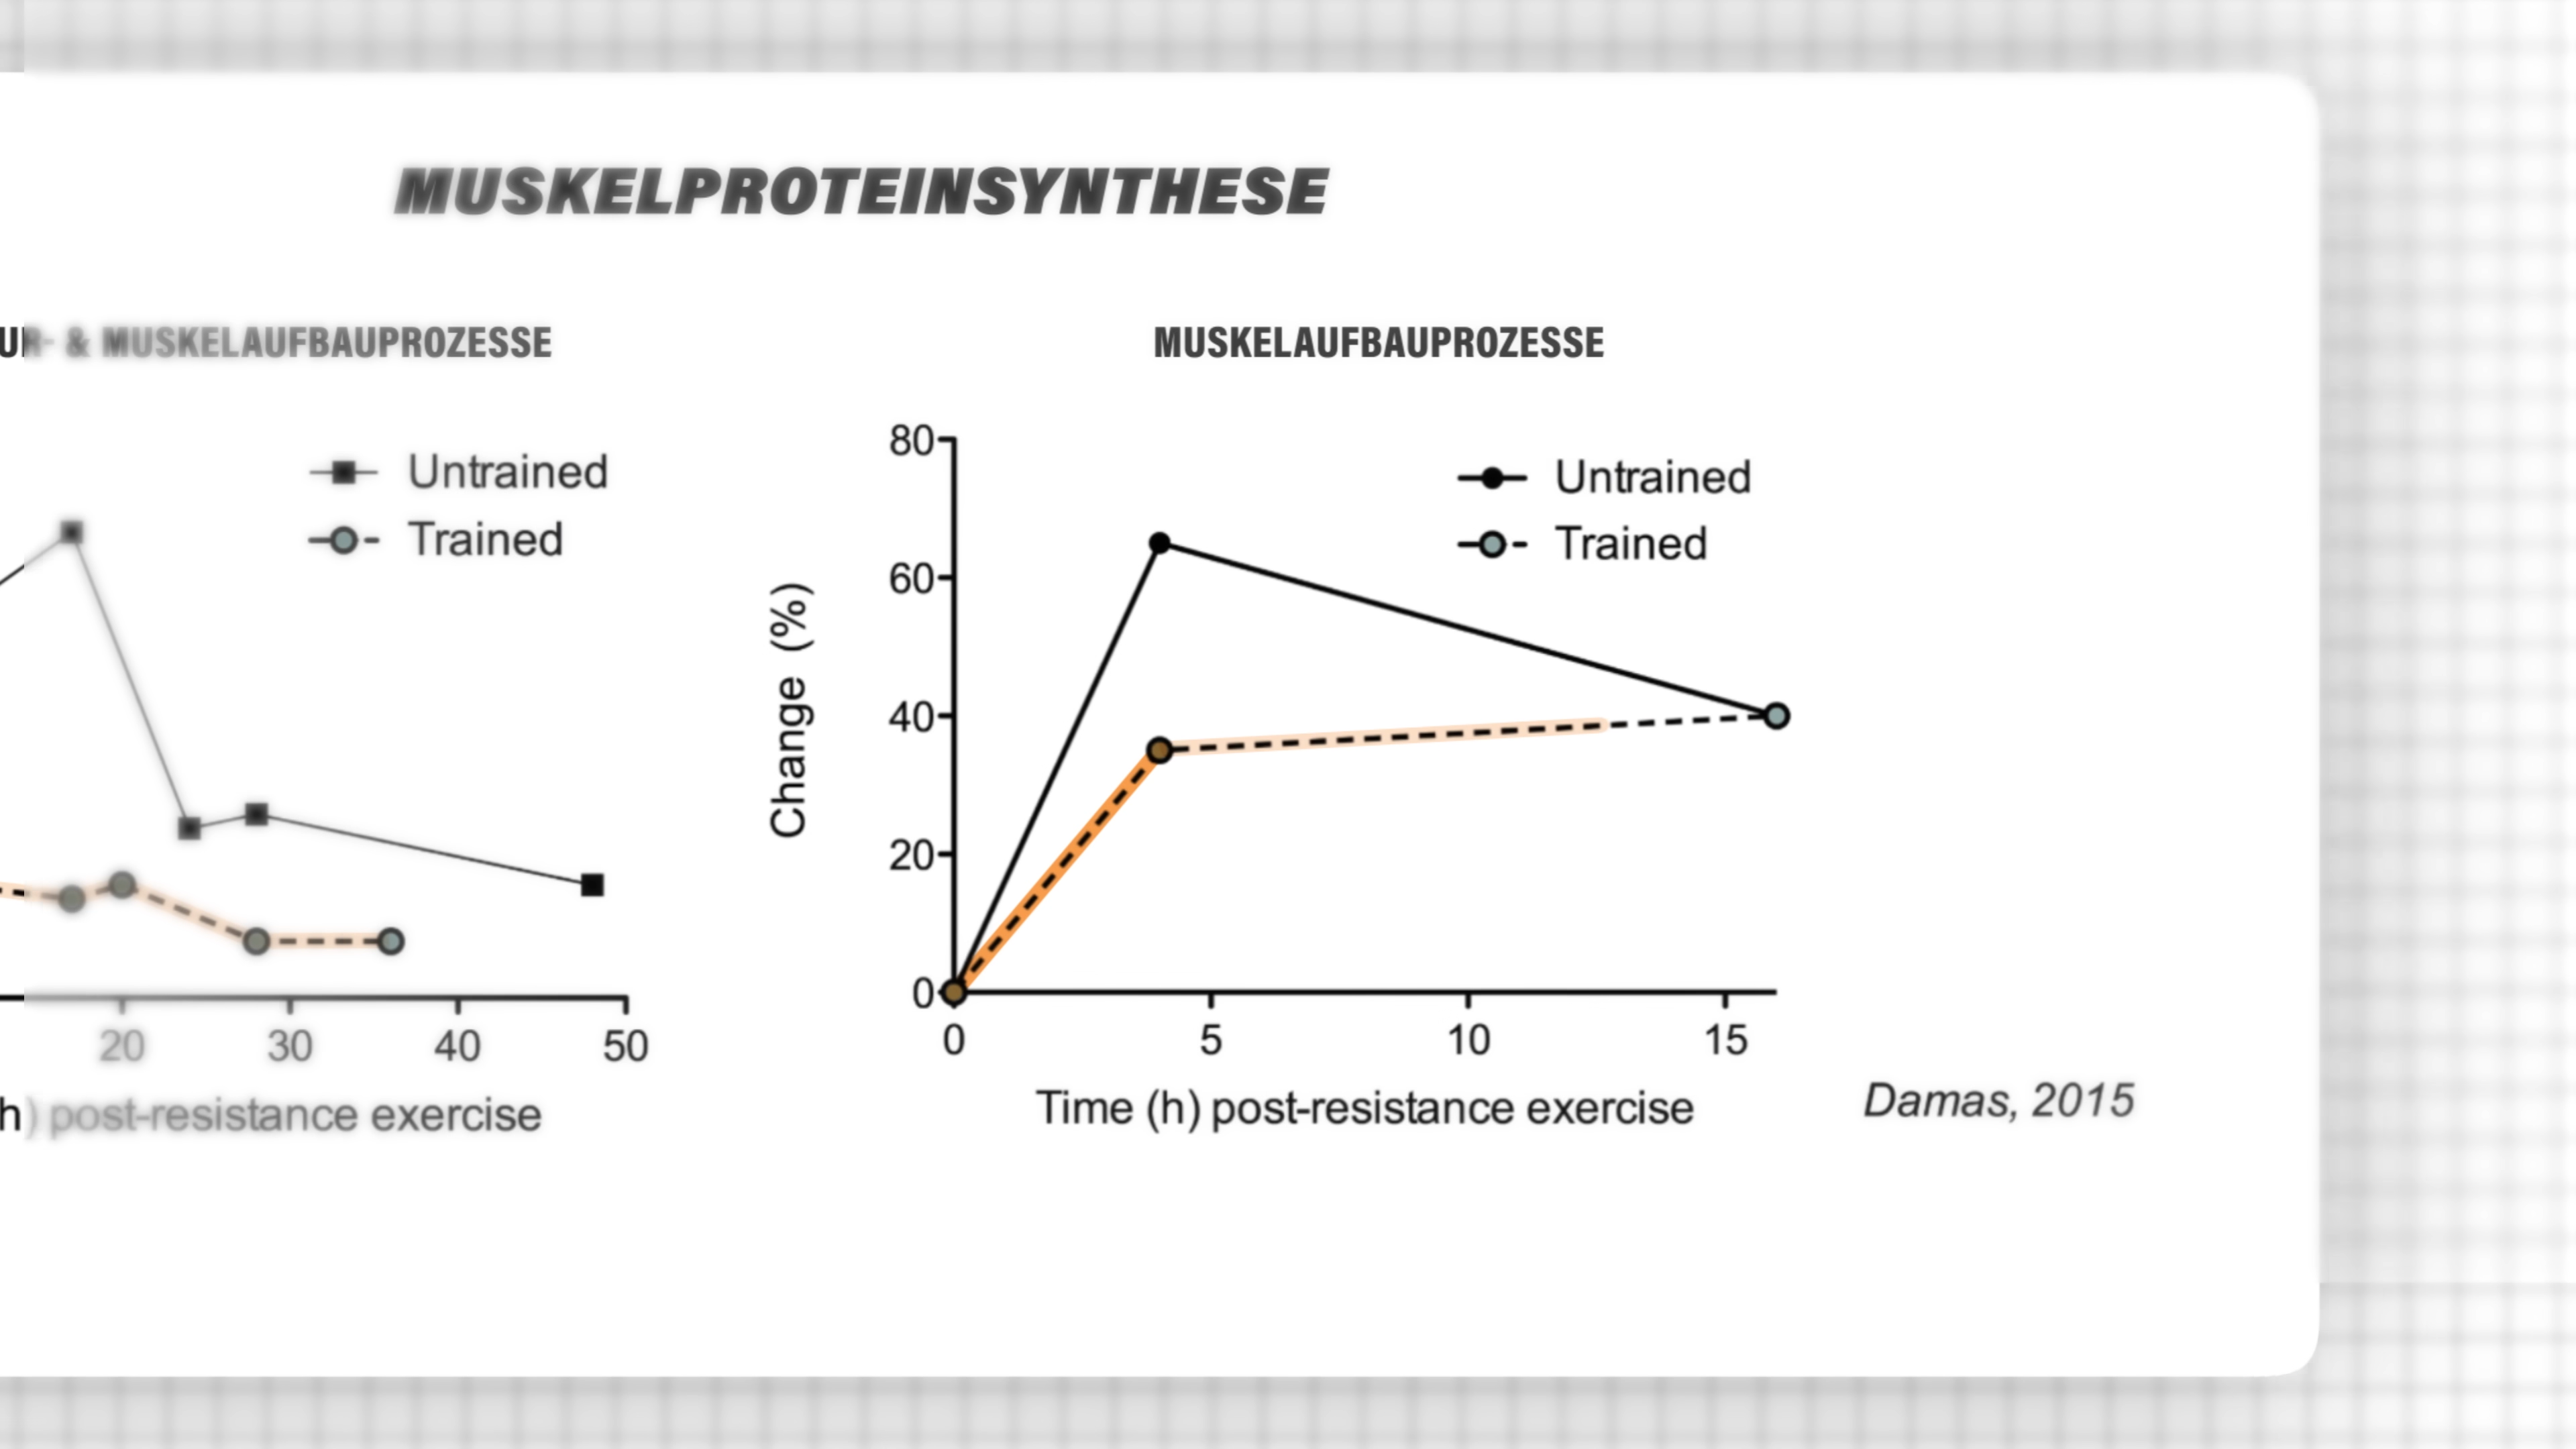 MUSKELPROTEINSYNTHESE
UR- & MUSKELAUFBAUPROZESSE
Untrained
Trained
20 30 40 50
h) post-resistance exercise
MUSKELAUFBAUPROZESSE
Untrained
Trained
Change (%)
80
60
40
20
0
0 5 10 15
Time (h) post-resistance exercise
Damas, 2015